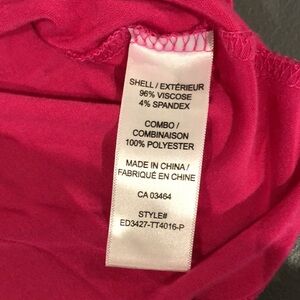 SHELL / EXTÉRIEUR
96% VISCOSE
4% SPANDEX
COMBO /
COMBINAISON
100% POLYESTER
MADE IN CHINA /
FABRIQUÉ EN CHINE
CA 03464
STYLE#
ED3427-TT4016-P